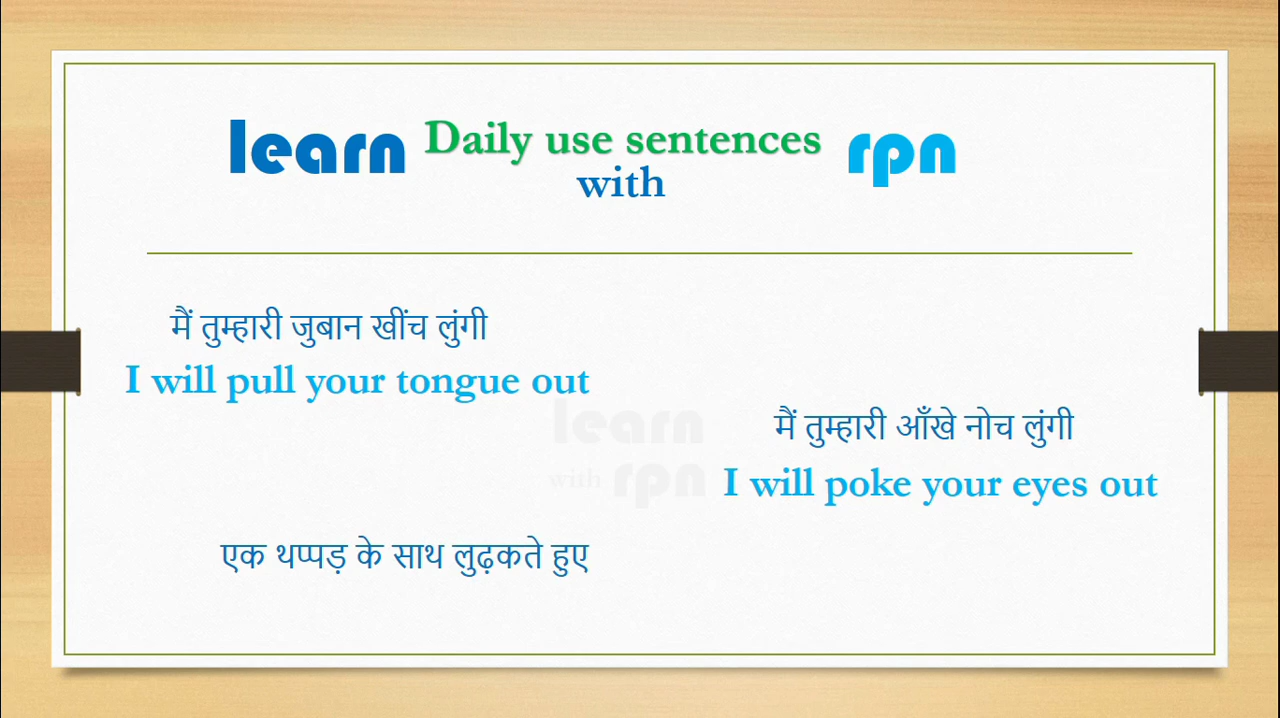 learn Daily use sentences rpn
with
मैं तुम्हारी जुबान खींच लुंगी
I will pull your tongue out
मैं तुम्हारी आँखे नोच लुंगी
I will poke your eyes out
learn
with rpn
एक थप्पड़ के साथ लुढ़कते हुए